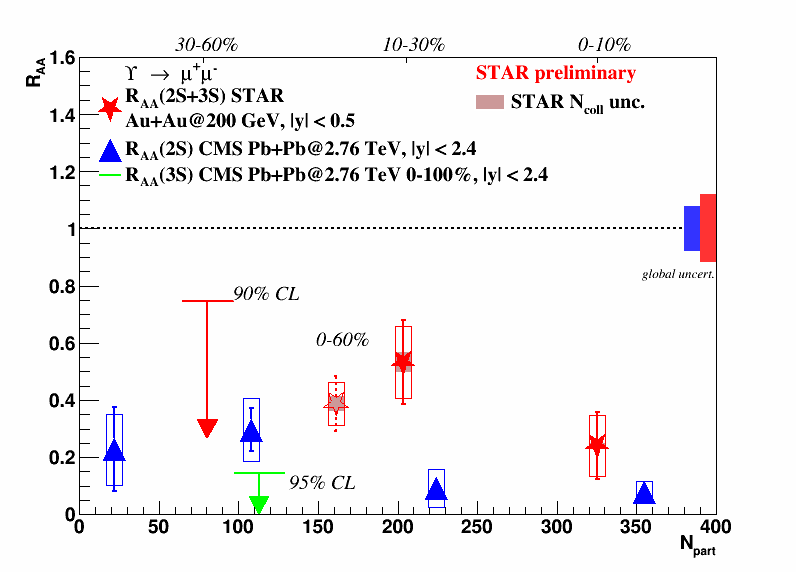 30-60% 10-30% 0-10%
R_AA
1.6
1.4
1.2
1
0.8
0.6
0.4
0.2
0
ϒ → μ⁺μ⁻
R_AA(2S+3S) STAR
Au+Au@200 GeV, |y| < 0.5
R_AA(2S) CMS Pb+Pb@2.76 TeV, |y| < 2.4
R_AA(3S) CMS Pb+Pb@2.76 TeV 0-100%, |y| < 2.4
STAR preliminary
STAR N_coll unc.
global uncert.
90% CL
0-60%
95% CL
0 50 100 150 200 250 300 350 400
N_part